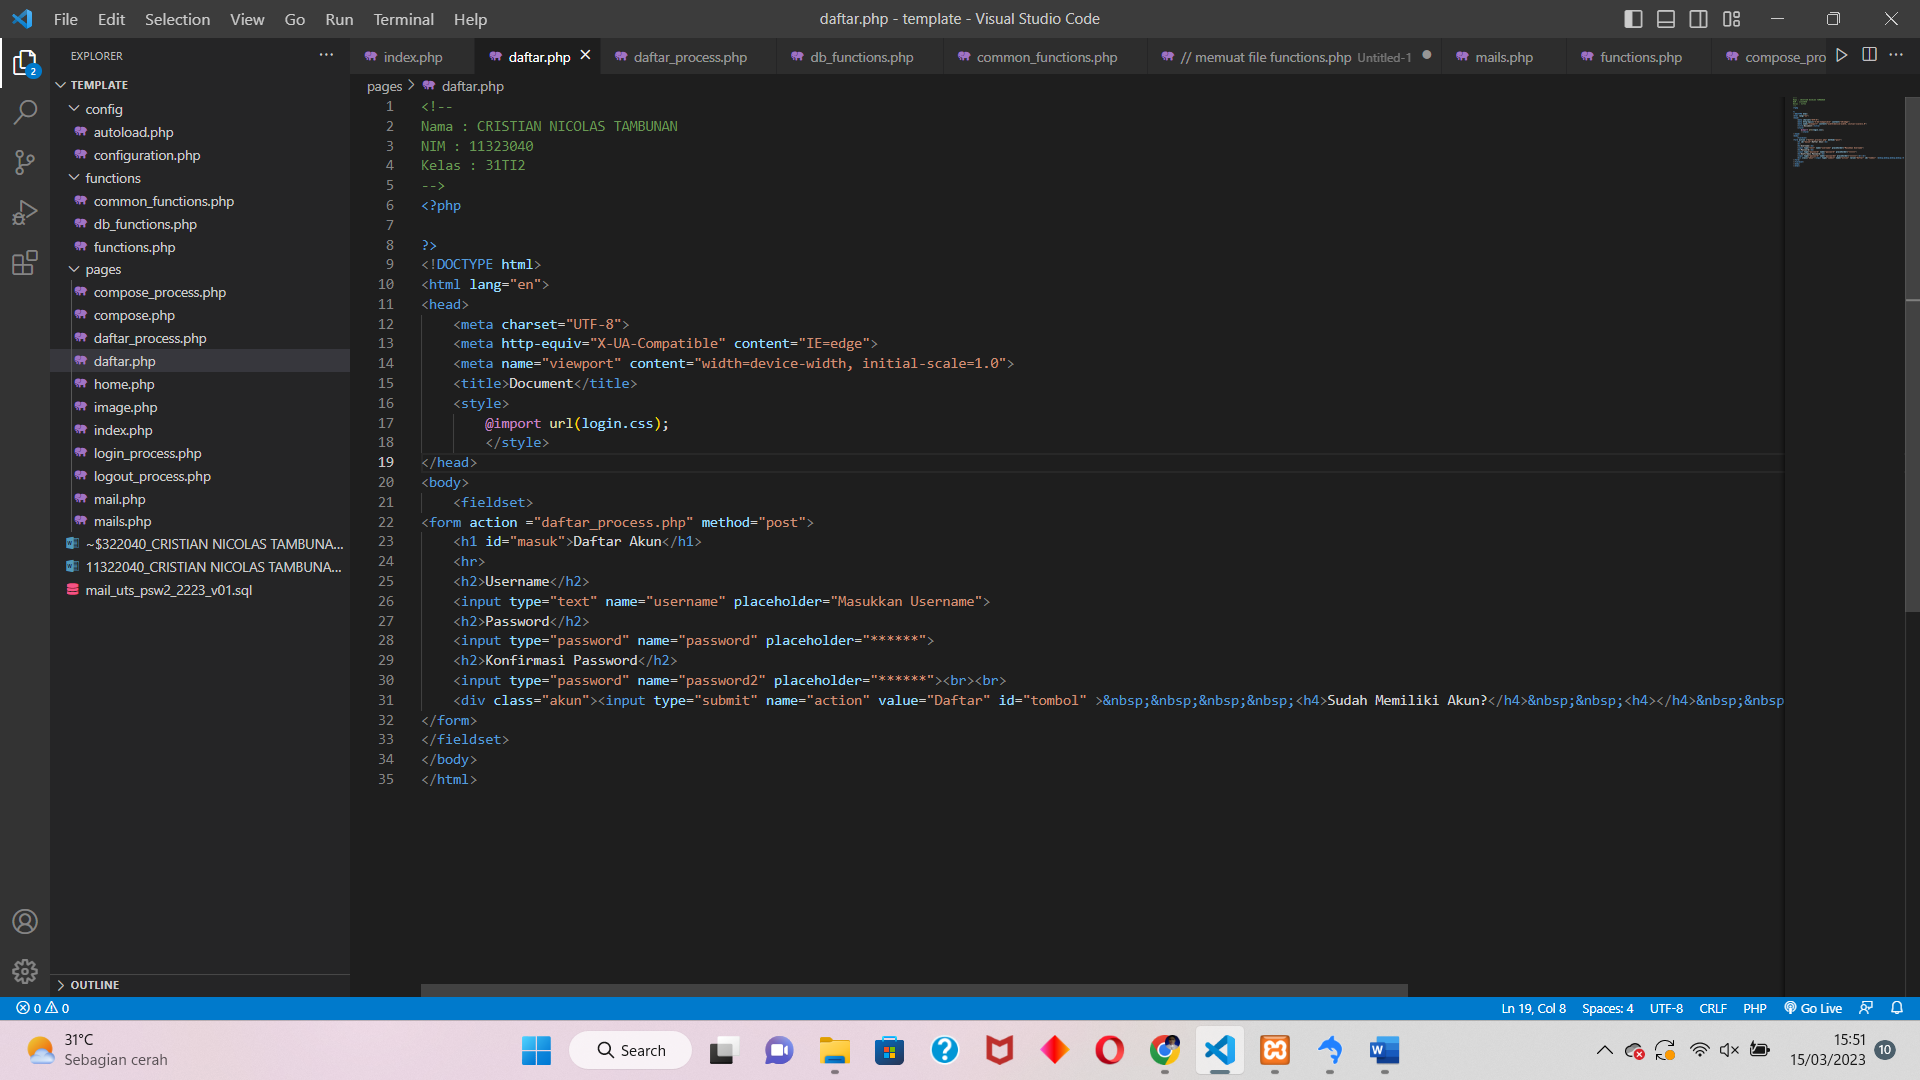 File Edit Selection View Go Run Terminal Help
daftar.php - template - Visual Studio Code
EXPLORER
TEMPLATE
config
autoload.php
configuration.php
functions
common_functions.php
db_functions.php
functions.php
pages
compose_process.php
compose.php
daftar_process.php
daftar.php
home.php
image.php
index.php
login_process.php
logout_process.php
mail.php
mails.php
~$322040_CRISTIAN NICOLAS TAMBUNA...
11322040_CRISTIAN NICOLAS TAMBUNA...
mail_uts_psw2_2223_v01.sql
OUTLINE
2
index.php daftar.php daftar_process.php db_functions.php common_functions.php // memuat file functions.php Untitled-1 mails.php functions.php compose_pro
pages > daftar.php
1 <!--
2 Nama : CRISTIAN NICOLAS TAMBUNAN
3 NIM : 11323040
4 Kelas : 31TI2
5 -->
6 <?php
7
8 ?>
9 <!DOCTYPE html>
10 <html lang="en">
11 <head>
12 <meta charset="UTF-8">
13 <meta http-equiv="X-UA-Compatible" content="IE=edge">
14 <meta name="viewport" content="width=device-width, initial-scale=1.0">
15 <title>Document</title>
16 <style>
17 @import url(login.css);
18 </style>
19 </head>
20 <body>
21 <fieldset>
22 <form action ="daftar_process.php" method="post">
23 <h1 id="masuk">Daftar Akun</h1>
24 <hr>
25 <h2>Username</h2>
26 <input type="text" name="username" placeholder="Masukkan Username">
27 <h2>Password</h2>
28 <input type="password" name="password" placeholder="******">
29 <h2>Konfirmasi Password</h2>
30 <input type="password" name="password2" placeholder="******"><br><br>
31 <div class="akun"><input type="submit" name="action" value="Daftar" id="tombol" >&nbsp;&nbsp;&nbsp;&nbsp;<h4>Sudah Memiliki Akun?</h4>&nbsp;&nbsp;<h4></h4>&nbsp;&nbsp
32 </form>
33 </fieldset>
34 </body>
35 </html>
0 0
Ln 19, Col 8 Spaces: 4 UTF-8 CRLF PHP Go Live
31°C
Sebagian cerah
Search
15:51
15/03/2023
10